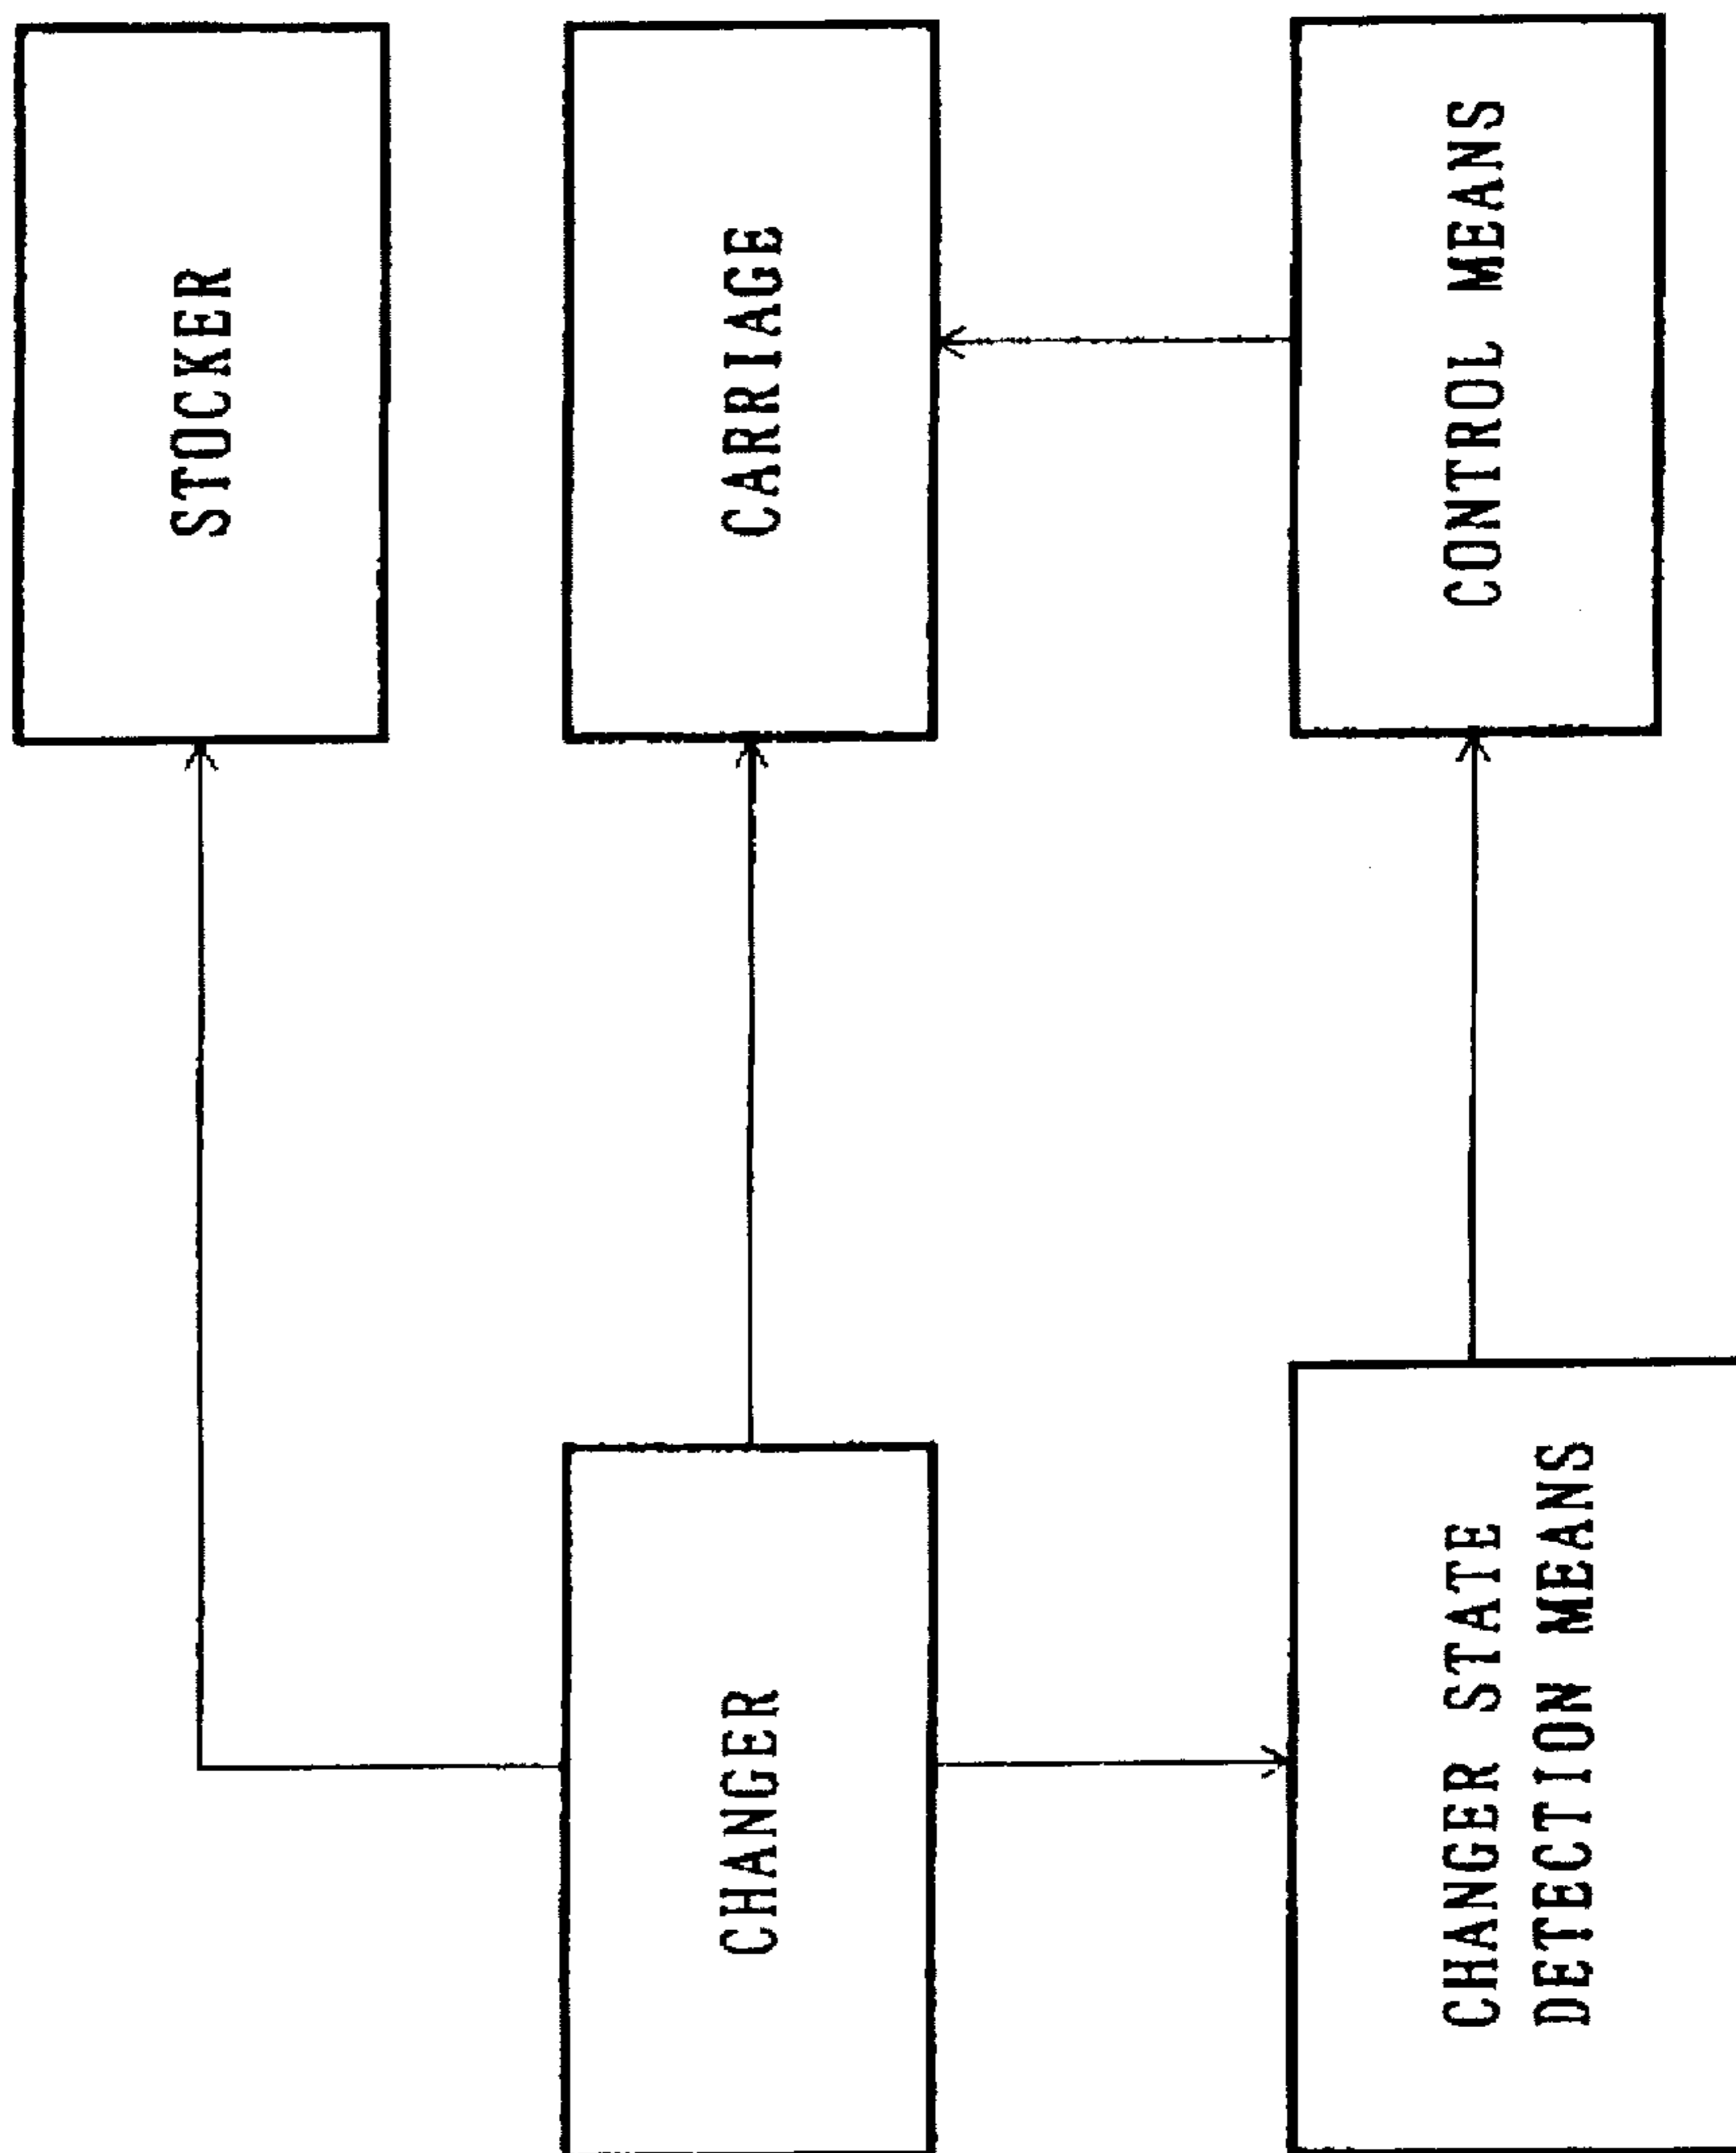 STOCKER
CHANGER
CARRIAGE
CHANGER STATE
DETECTION MEANS
CONTROL MEANS